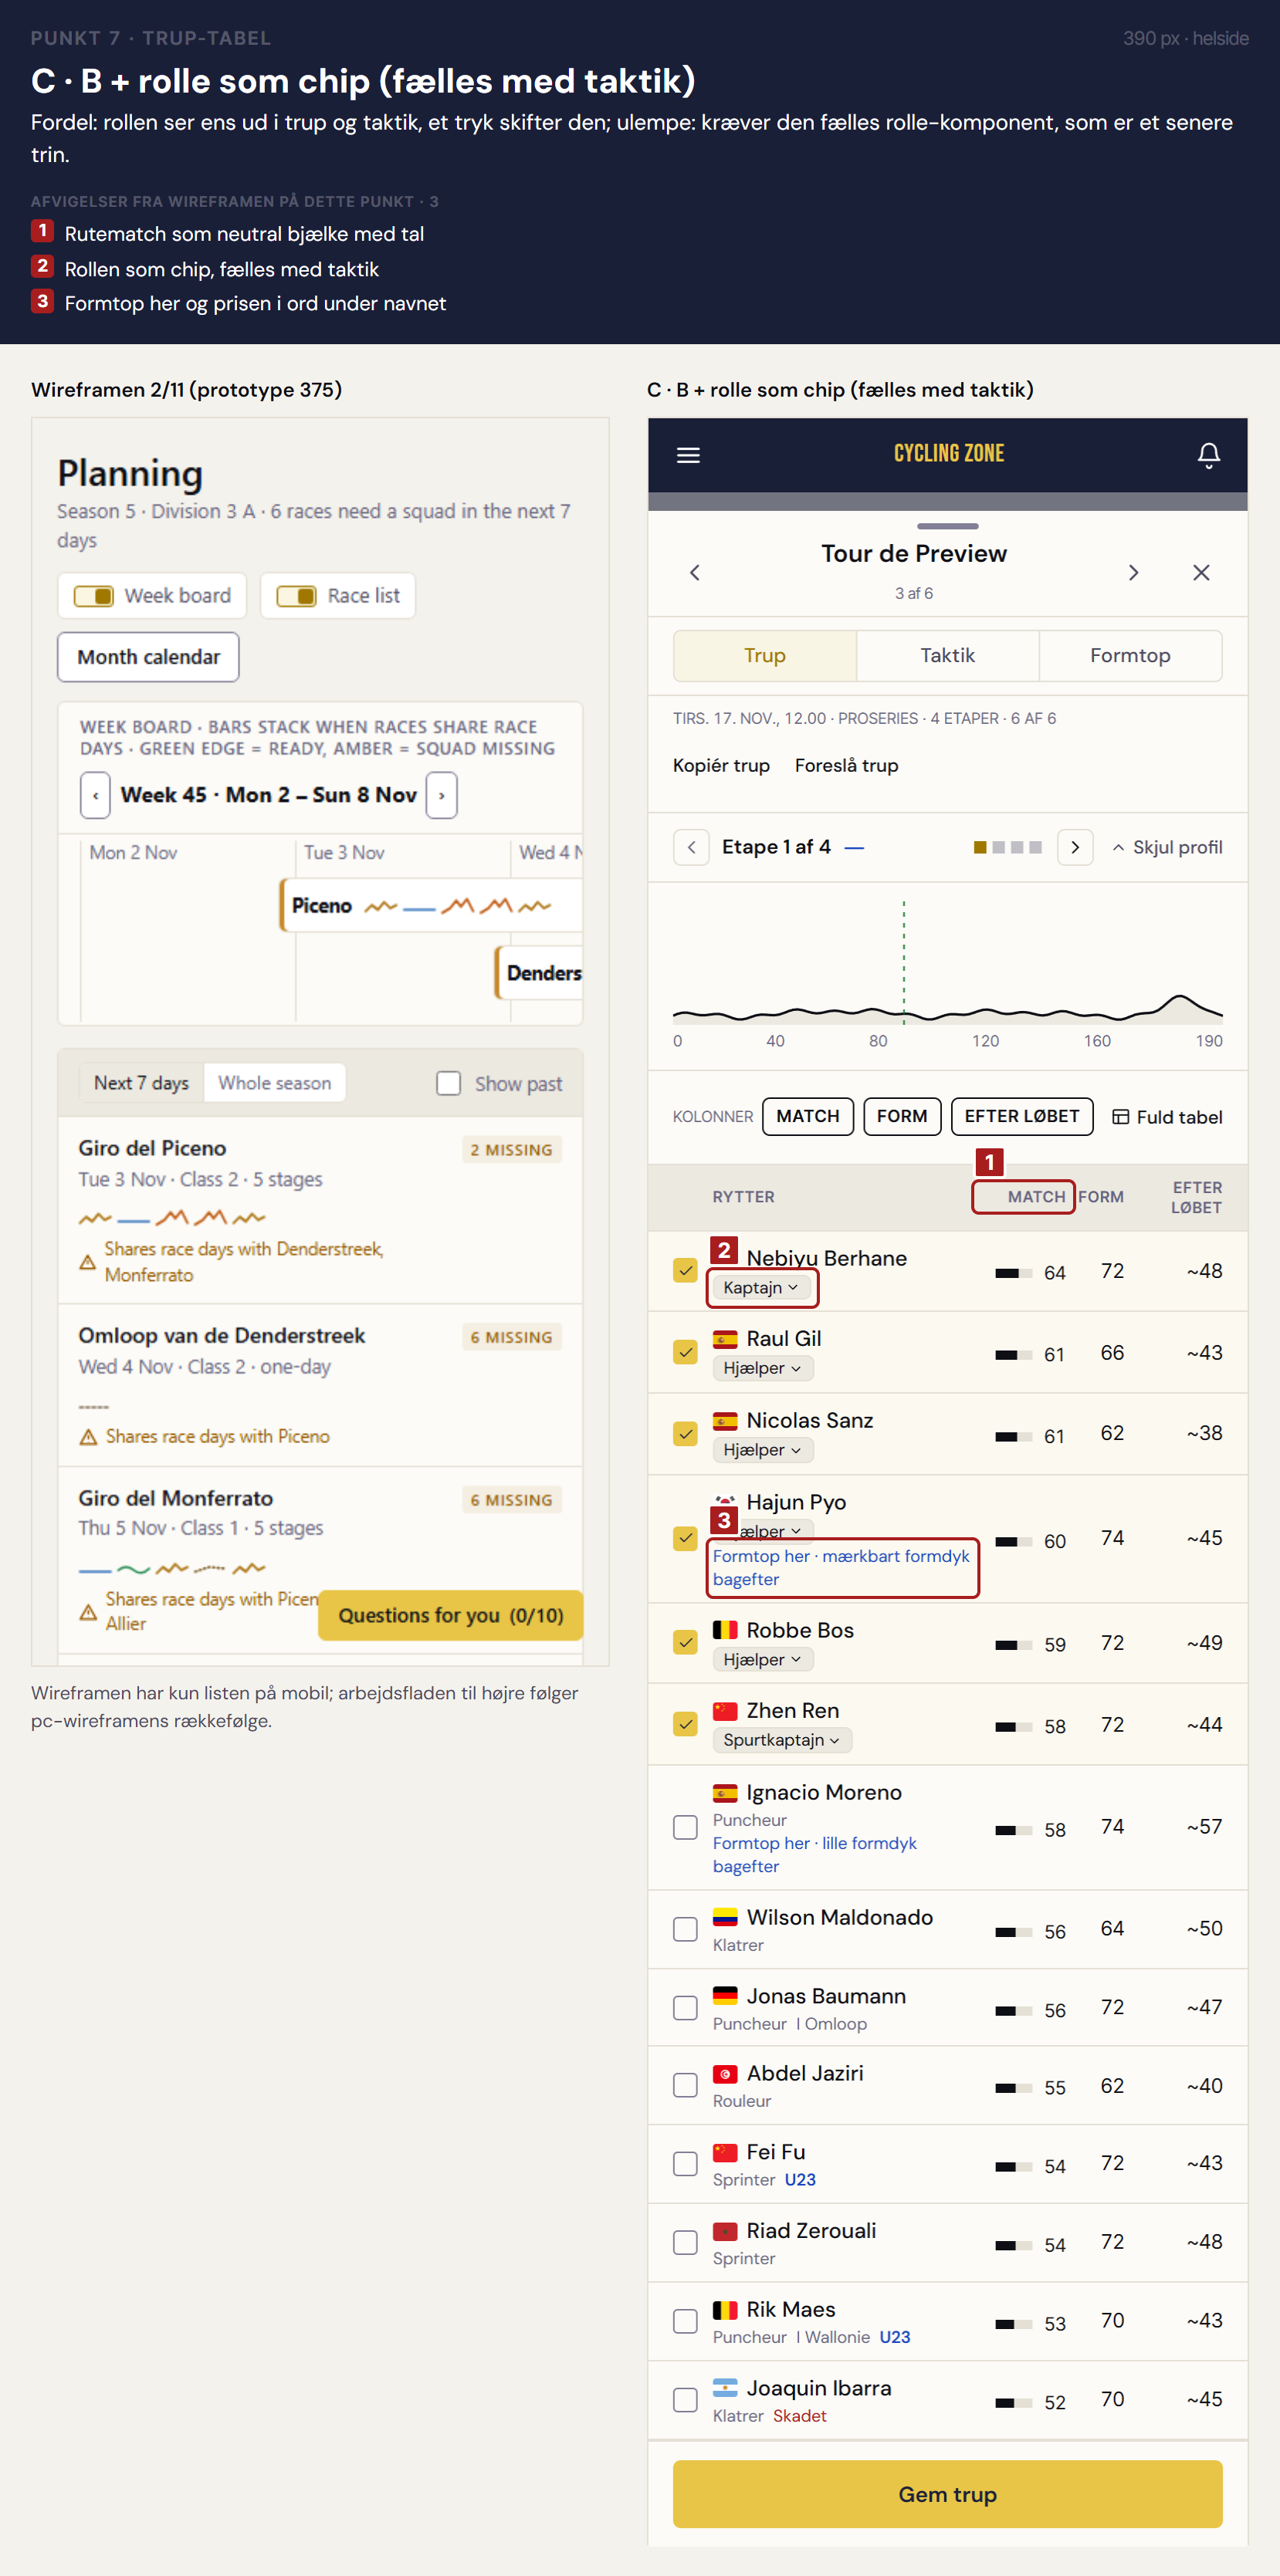 PUNKT 7 · TRUP-TABEL
390 px · helside
C · B + rolle som chip (fælles med taktik)
Fordel: rollen ser ens ud i trup og taktik, et tryk skifter den; ulempe: kræver den fælles rolle-komponent, som er et senere
trin.
AFVIGELSER FRA WIREFRAMEN PÅ DETTE PUNKT · 3
1 Rutematch som neutral bjælke med tal
2 Rollen som chip, fælles med taktik
3 Formtop her og prisen i ord under navnet
Wireframen 2/11 (prototype 375)
Planning
Season 5 · Division 3 A · 6 races need a squad in the next 7
days
Week board
Race list
Month calendar
WEEK BOARD · BARS STACK WHEN RACES SHARE RACE
DAYS · GREEN EDGE = READY, AMBER = SQUAD MISSING
‹ Week 45 · Mon 2 – Sun 8 Nov ›
Mon 2 Nov Tue 3 Nov Wed 4 N
Piceno
Denders
Next 7 days Whole season Show past
Giro del Piceno 2 MISSING
Tue 3 Nov · Class 2 · 5 stages
Shares race days with Denderstreek,
Monferrato
Omloop van de Denderstreek 6 MISSING
Wed 4 Nov · Class 2 · one-day
Shares race days with Piceno
Giro del Monferrato 6 MISSING
Thu 5 Nov · Class 1 · 5 stages
Shares race days with Picen
Allier
Questions for you (0/10)
Wireframen har kun listen på mobil; arbejdsfladen til højre følger
pc-wireframens rækkefølge.
C · B + rolle som chip (fælles med taktik)
CYCLING ZONE
Tour de Preview
3 af 6
Trup Taktik Formtop
TIRS. 17. NOV., 12.00 · PROSERIES · 4 ETAPER · 6 AF 6
Kopiér trup Foreslå trup
Etape 1 af 4 Skjul profil
0 40 80 120 160 190
KOLONNER MATCH FORM EFTER LØBET Fuld tabel
1
RYTTER MATCH FORM EFTER
LØBET
2 Nebiyu Berhane 64 72 ~48
Kaptajn
Raul Gil 61 66 ~43
Hjælper
Nicolas Sanz 61 62 ~38
Hjælper
Hajun Pyo 60 74 ~45
3 ælper
Formtop her · mærkbart formdyk
bagefter
Robbe Bos 59 72 ~49
Hjælper
Zhen Ren 58 72 ~44
Spurtkaptajn
Ignacio Moreno 58 74 ~57
Puncheur
Formtop her · lille formdyk
bagefter
Wilson Maldonado 56 64 ~50
Klatrer
Jonas Baumann 56 72 ~47
Puncheur I Omloop
Abdel Jaziri 55 62 ~40
Rouleur
Fei Fu 54 72 ~43
Sprinter U23
Riad Zerouali 54 72 ~48
Sprinter
Rik Maes 53 70 ~43
Puncheur I Wallonie U23
Joaquin Ibarra 52 70 ~45
Klatrer Skadet
Gem trup